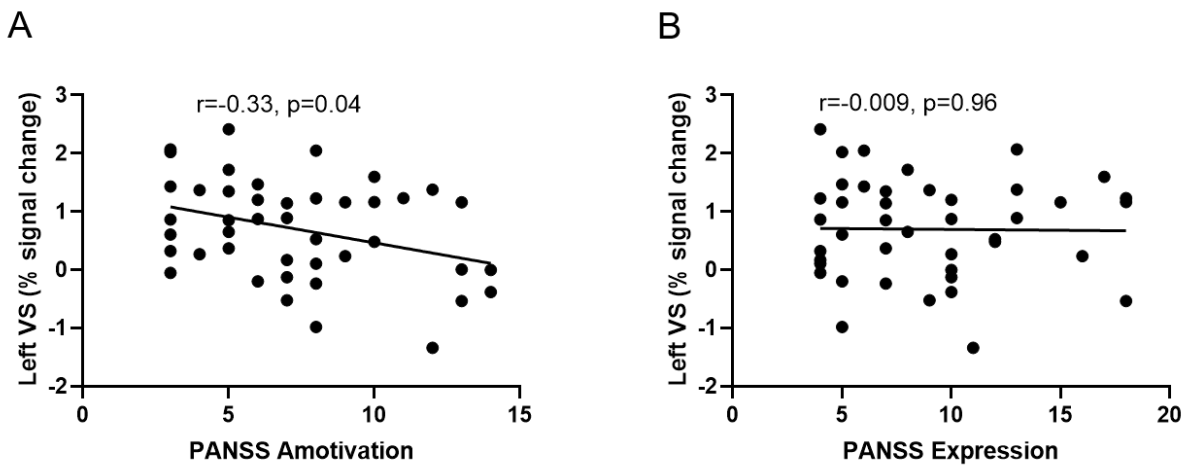 A
B
r=-0.33, p=0.04
r=-0.009, p=0.96
Left VS (% signal change)
3
2
1
0
-1
-2
0
5
10
15
PANSS Amotivation
Left VS (% signal change)
3
2
1
0
-1
-2
0
5
10
15
20
PANSS Expression